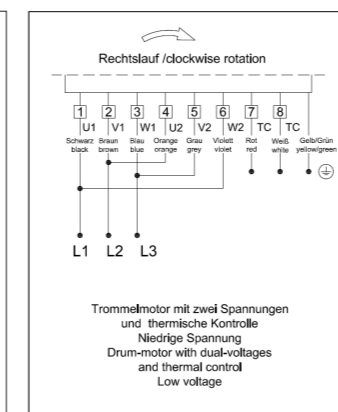 Rechtslauf /clockwise rotation
1 2 3 4 5 6 7 8
U1 V1 W1 U2 V2 W2 TC TC
Schwarz Braun Blau Orange Grau Violett Rot Weiß Gelb/Grün
black brown blue orange grey violet red white yellow/green
L1 L2 L3
Trommelmotor mit zwei Spannungen
und thermische Kontrolle
Niedrige Spannung
Drum-motor with dual-voltages
and thermal control
Low voltage